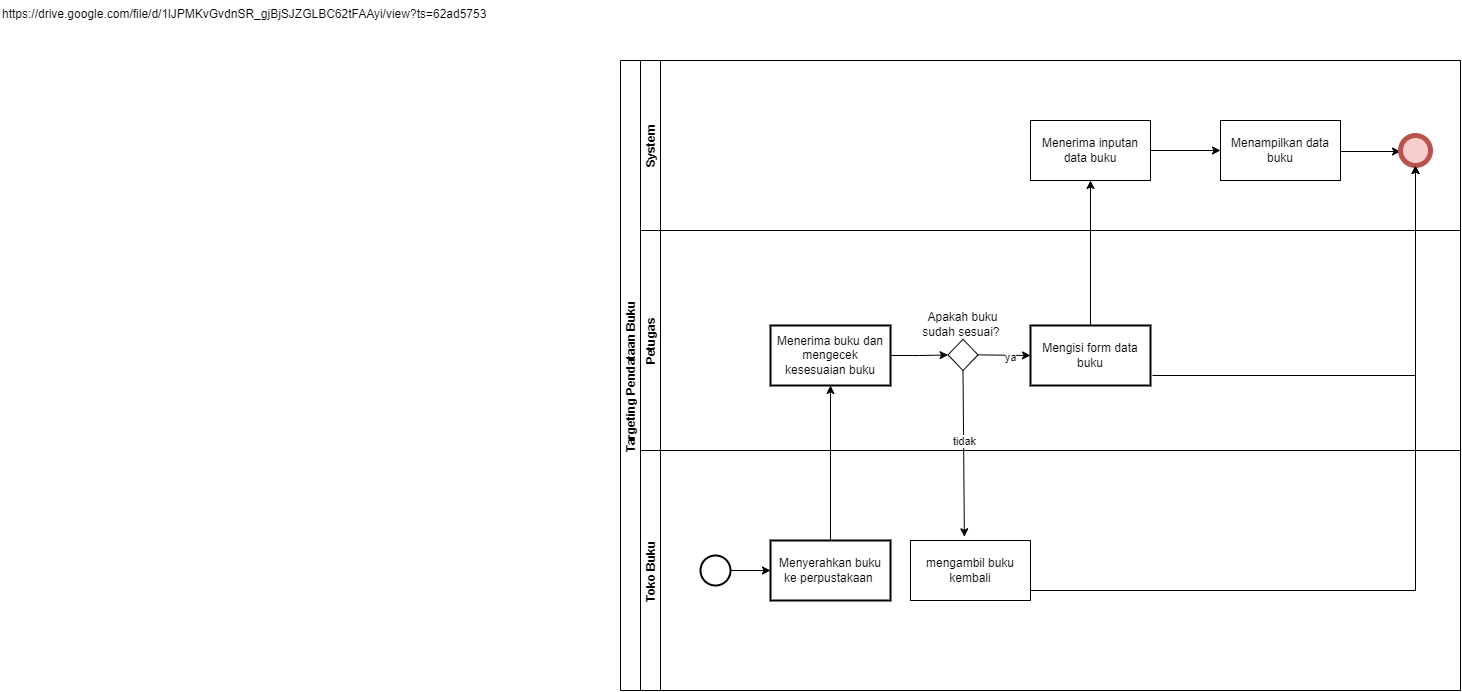 https://drive.google.com/file/d/1IJPMKvGvdnSR_gjBjSJZGLBC62tFAAyi/view?ts=62ad5753
Targeting Pendataan Buku
System
Menerima inputan
data buku
Menampilkan data
buku
Petugas
Menerima buku dan
mengecek
kesesuaian buku
Apakah buku
sudah sesuai?
ya
Mengisi form data
buku
tidak
Toko Buku
Menyerahkan buku
ke perpustakaan
mengambil buku
kembali